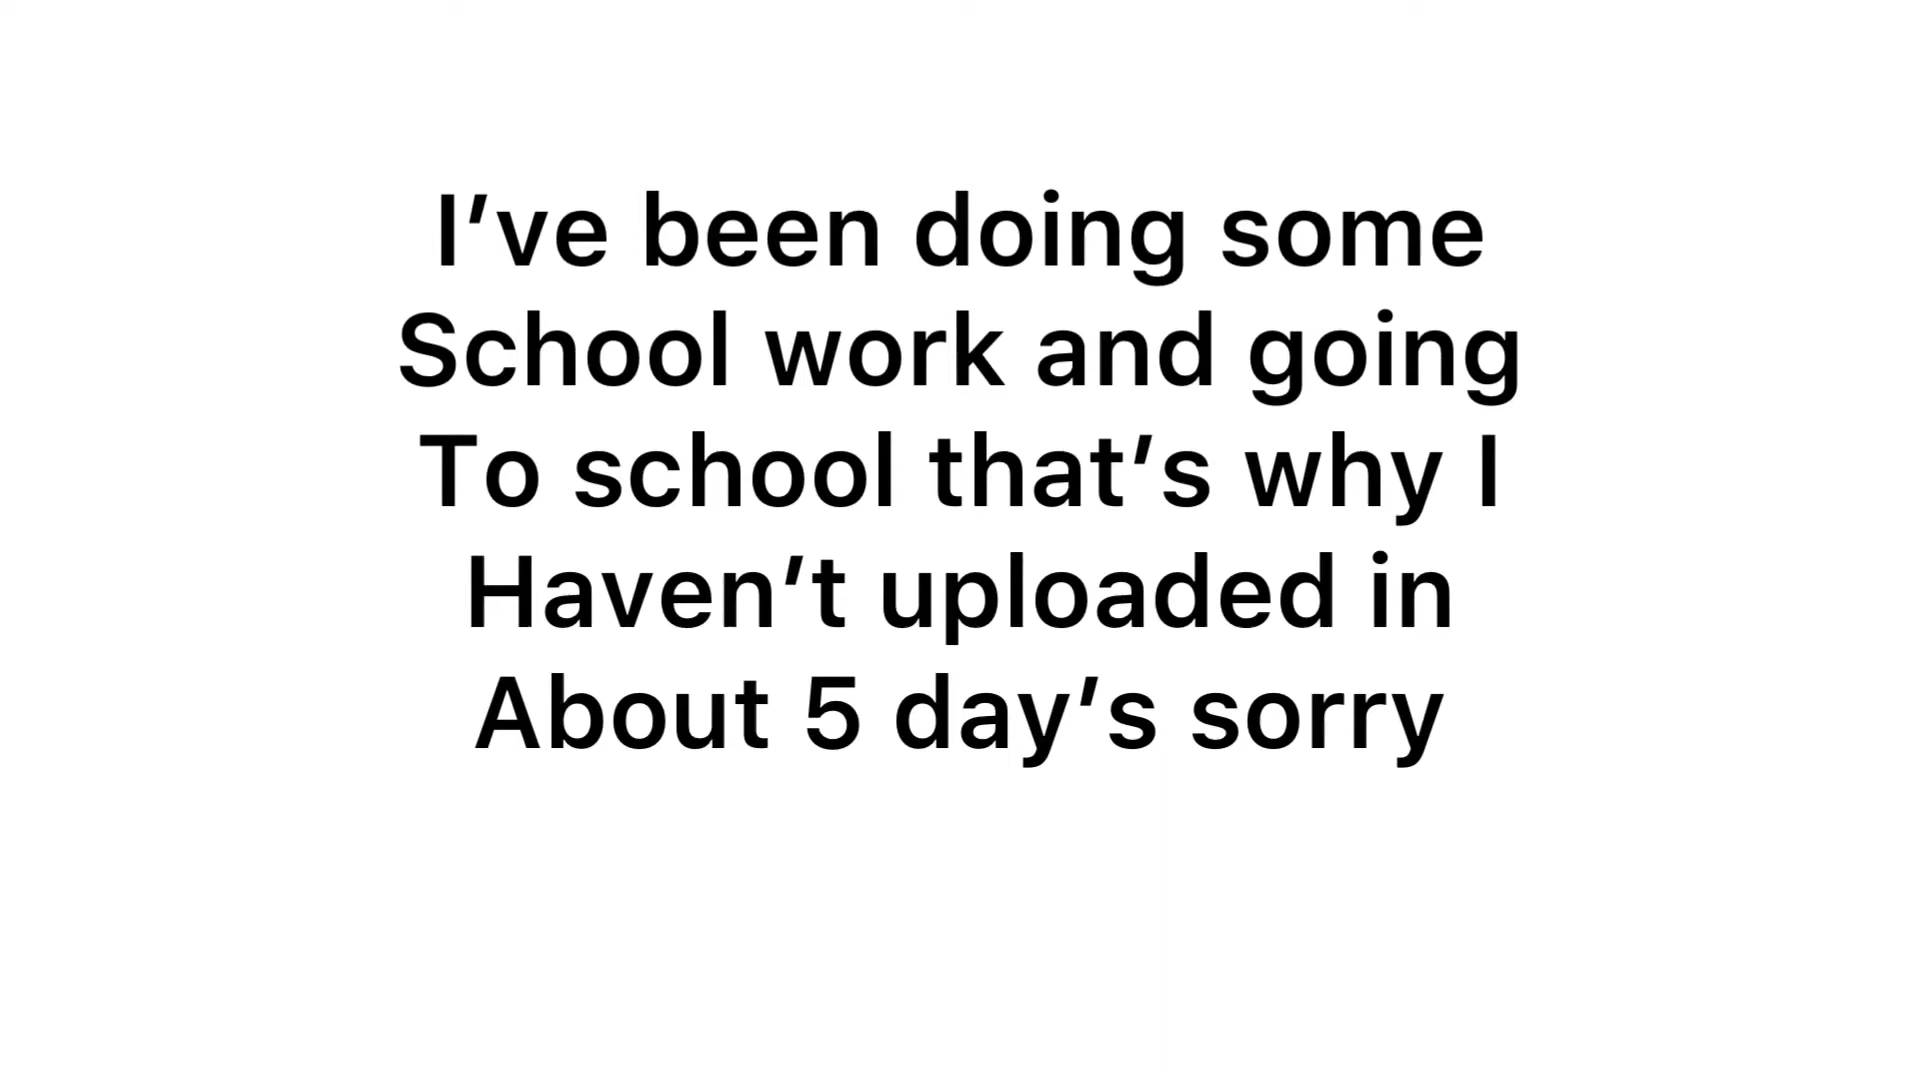 I’ve been doing some
School work and going
To school that’s why I
Haven’t uploaded in
About 5 day’s sorry